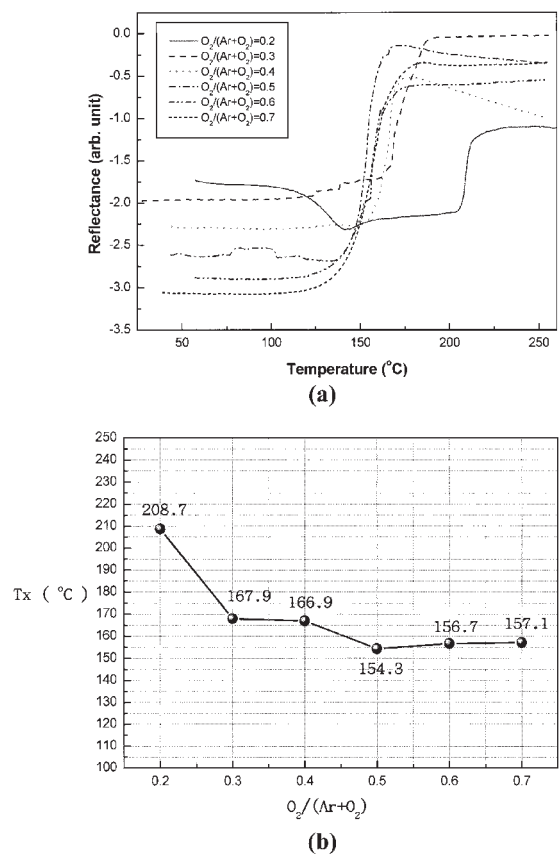 O₂/(Ar+O₂)=0.2
O₂/(Ar+O₂)=0.3
O₂/(Ar+O₂)=0.4
O₂/(Ar+O₂)=0.5
O₂/(Ar+O₂)=0.6
O₂/(Ar+O₂)=0.7
Reflectance (arb. unit)
0.0
-0.5
-1.0
-1.5
-2.0
-2.5
-3.0
-3.5
50 100 150 200 250
Temperature (°C)
(a)
Tx ( °C)
250
240
230
220
210
200
190
180
170
160
150
140
130
120
110
100
208.7
167.9
166.9
154.3
156.7
157.1
0.2 0.3 0.4 0.5 0.6 0.7
O₂/(Ar+O₂)
(b)